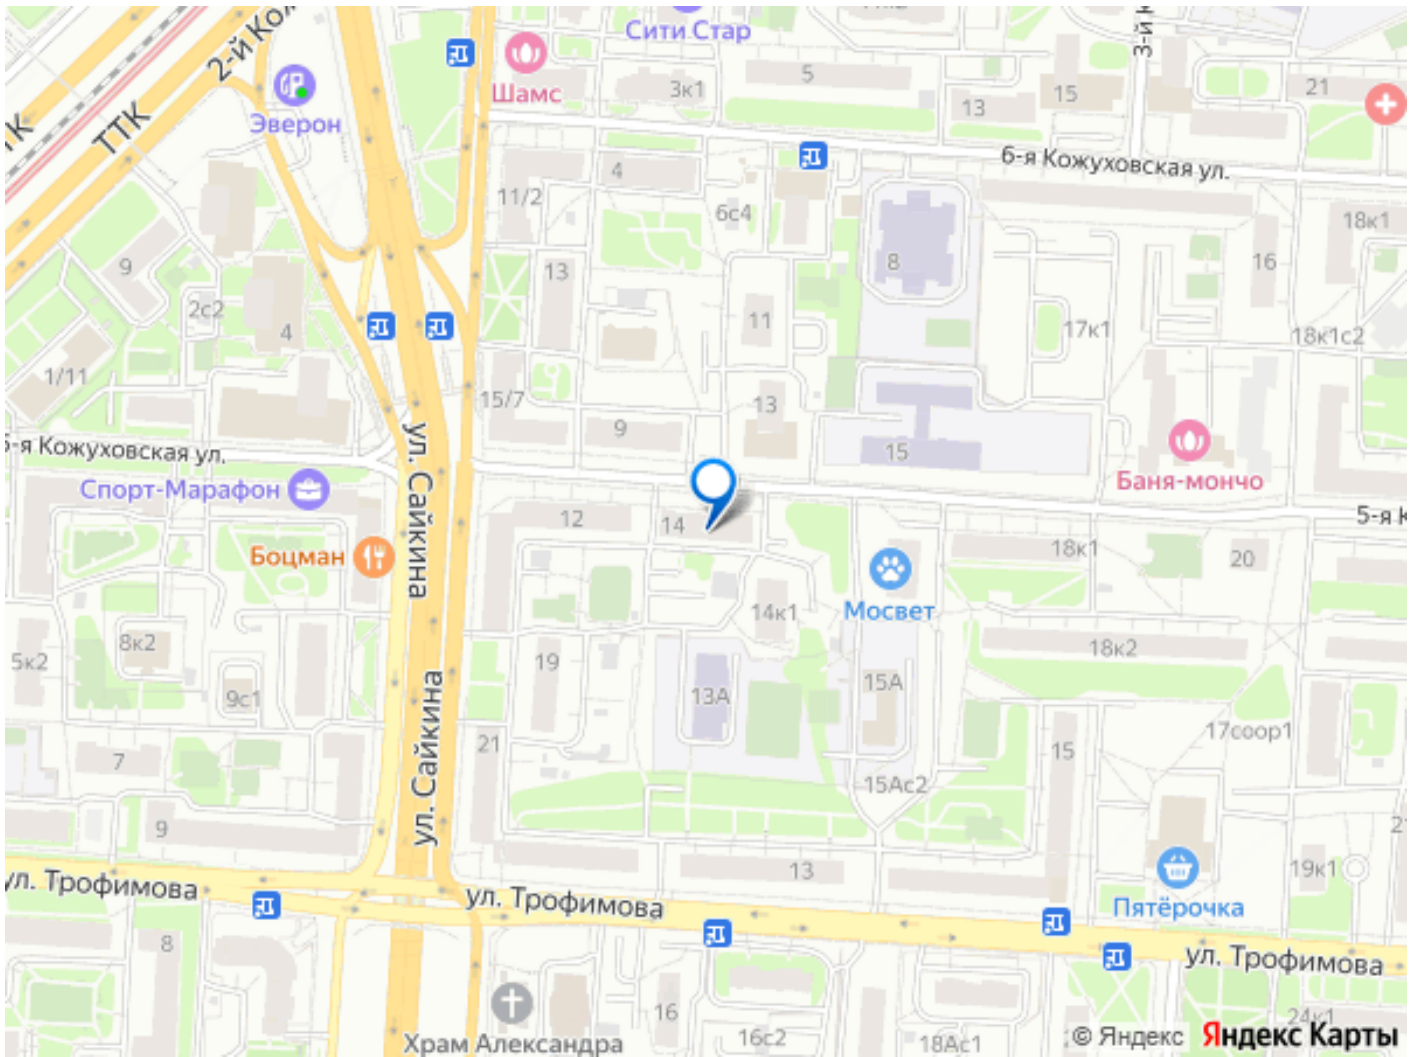 2-й Кож
Сити Стар
3-й К
5
Шамс
3к1
13
15
21
Эверон
ТТК
6-я Кожуховская ул.
4
11/2
6с4
18к1
9
13
8
16
2с2
4
11
17к1
18к1с2
1/11
15/7
13
9
15
5-я Кожуховская ул.
ул. Сайкина
Спорт-Марафон
Баня-мончо
12
14
5-я К
Боцман
18к1
20
Мосвет
14к1
8к2
5к2
19
18к2
9с1
13А
15А
ул. Сайкина
21
15
17соор1
7
15Ас2
9
13
19к1
ул. Трофимова
ул. Трофимова
Пятёрочка
8
ул. Трофимова
16
16с2
24к1
Храм Александра
18Ас1
© Яндекс Яндекс Карты